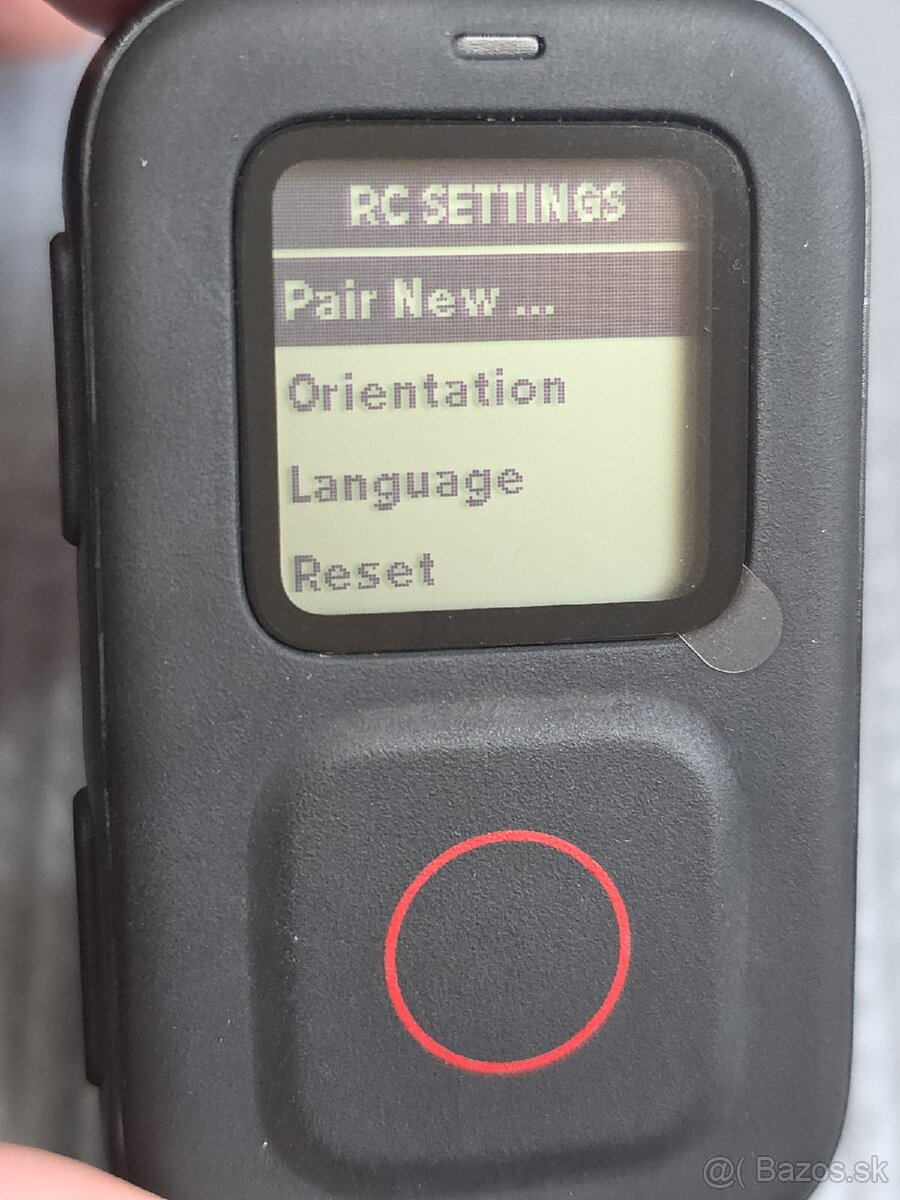 RC SETTINGS
Pair New ...
Orientation
Language
Reset
@( Bazos.sk